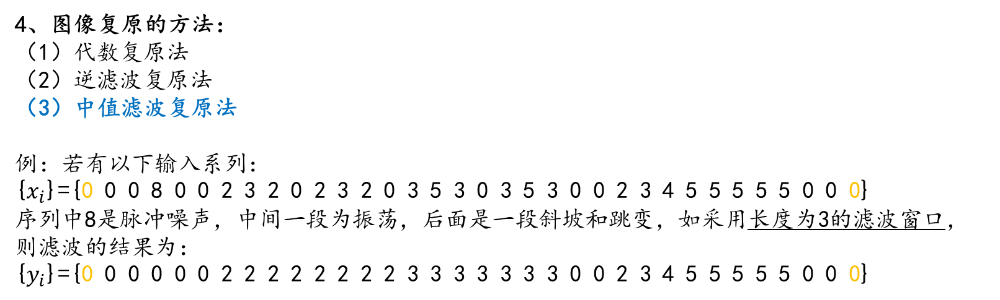 4、图像复原的方法：
（1）代数复原法
（2）逆滤波复原法
（3）中值滤波复原法
例：若有以下输入系列：
{xᵢ}={0 0 0 8 0 0 2 3 2 0 2 3 2 0 3 5 3 0 3 5 3 0 0 2 3 4 5 5 5 5 5 0 0 0}
序列中8是脉冲噪声，中间一段为振荡，后面是一段斜坡和跳变，如采用长度为3的滤波窗口，
则滤波的结果为：
{yᵢ}={0 0 0 0 0 0 2 2 2 2 2 2 2 2 3 3 3 3 3 3 3 0 0 2 3 4 5 5 5 5 5 0 0 0}